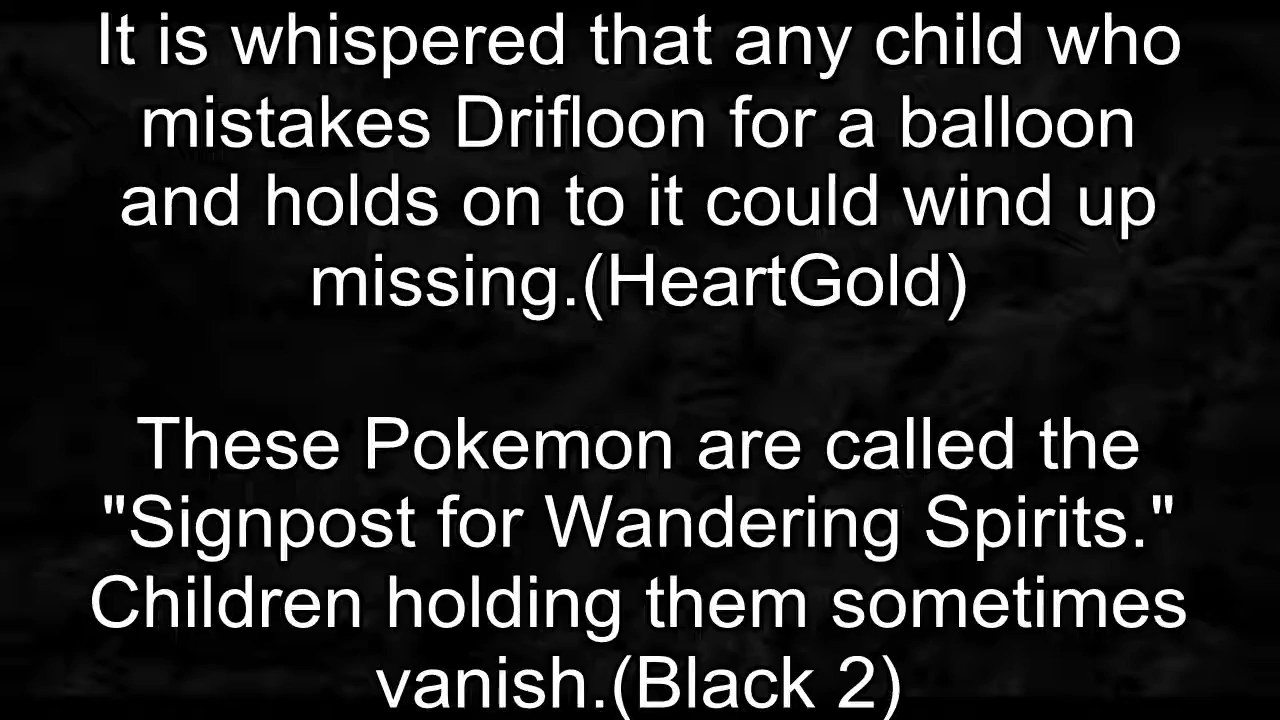 It is whispered that any child who
mistakes Drifloon for a balloon
and holds on to it could wind up
missing.(HeartGold)
These Pokemon are called the
"Signpost for Wandering Spirits."
Children holding them sometimes
vanish.(Black 2)